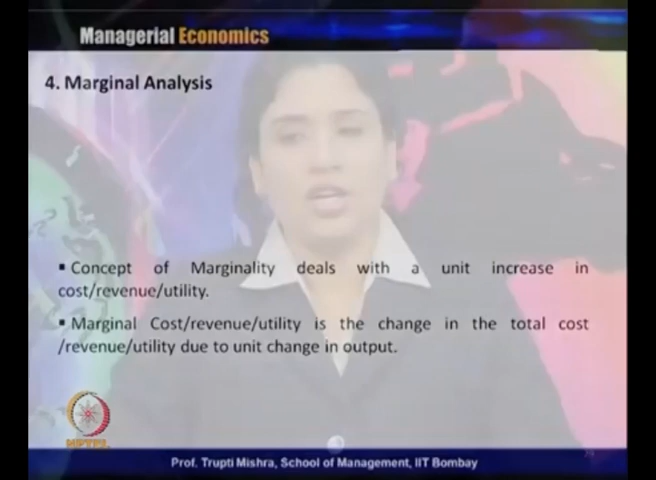 Managerial Economics
4. Marginal Analysis
▪ Concept of Marginality deals with a unit increase in
cost/revenue/utility.
▪ Marginal Cost/revenue/utility is the change in the total cost
/revenue/utility due to unit change in output.
NPTEL
Prof. Trupti Mishra, School of Management, IIT Bombay